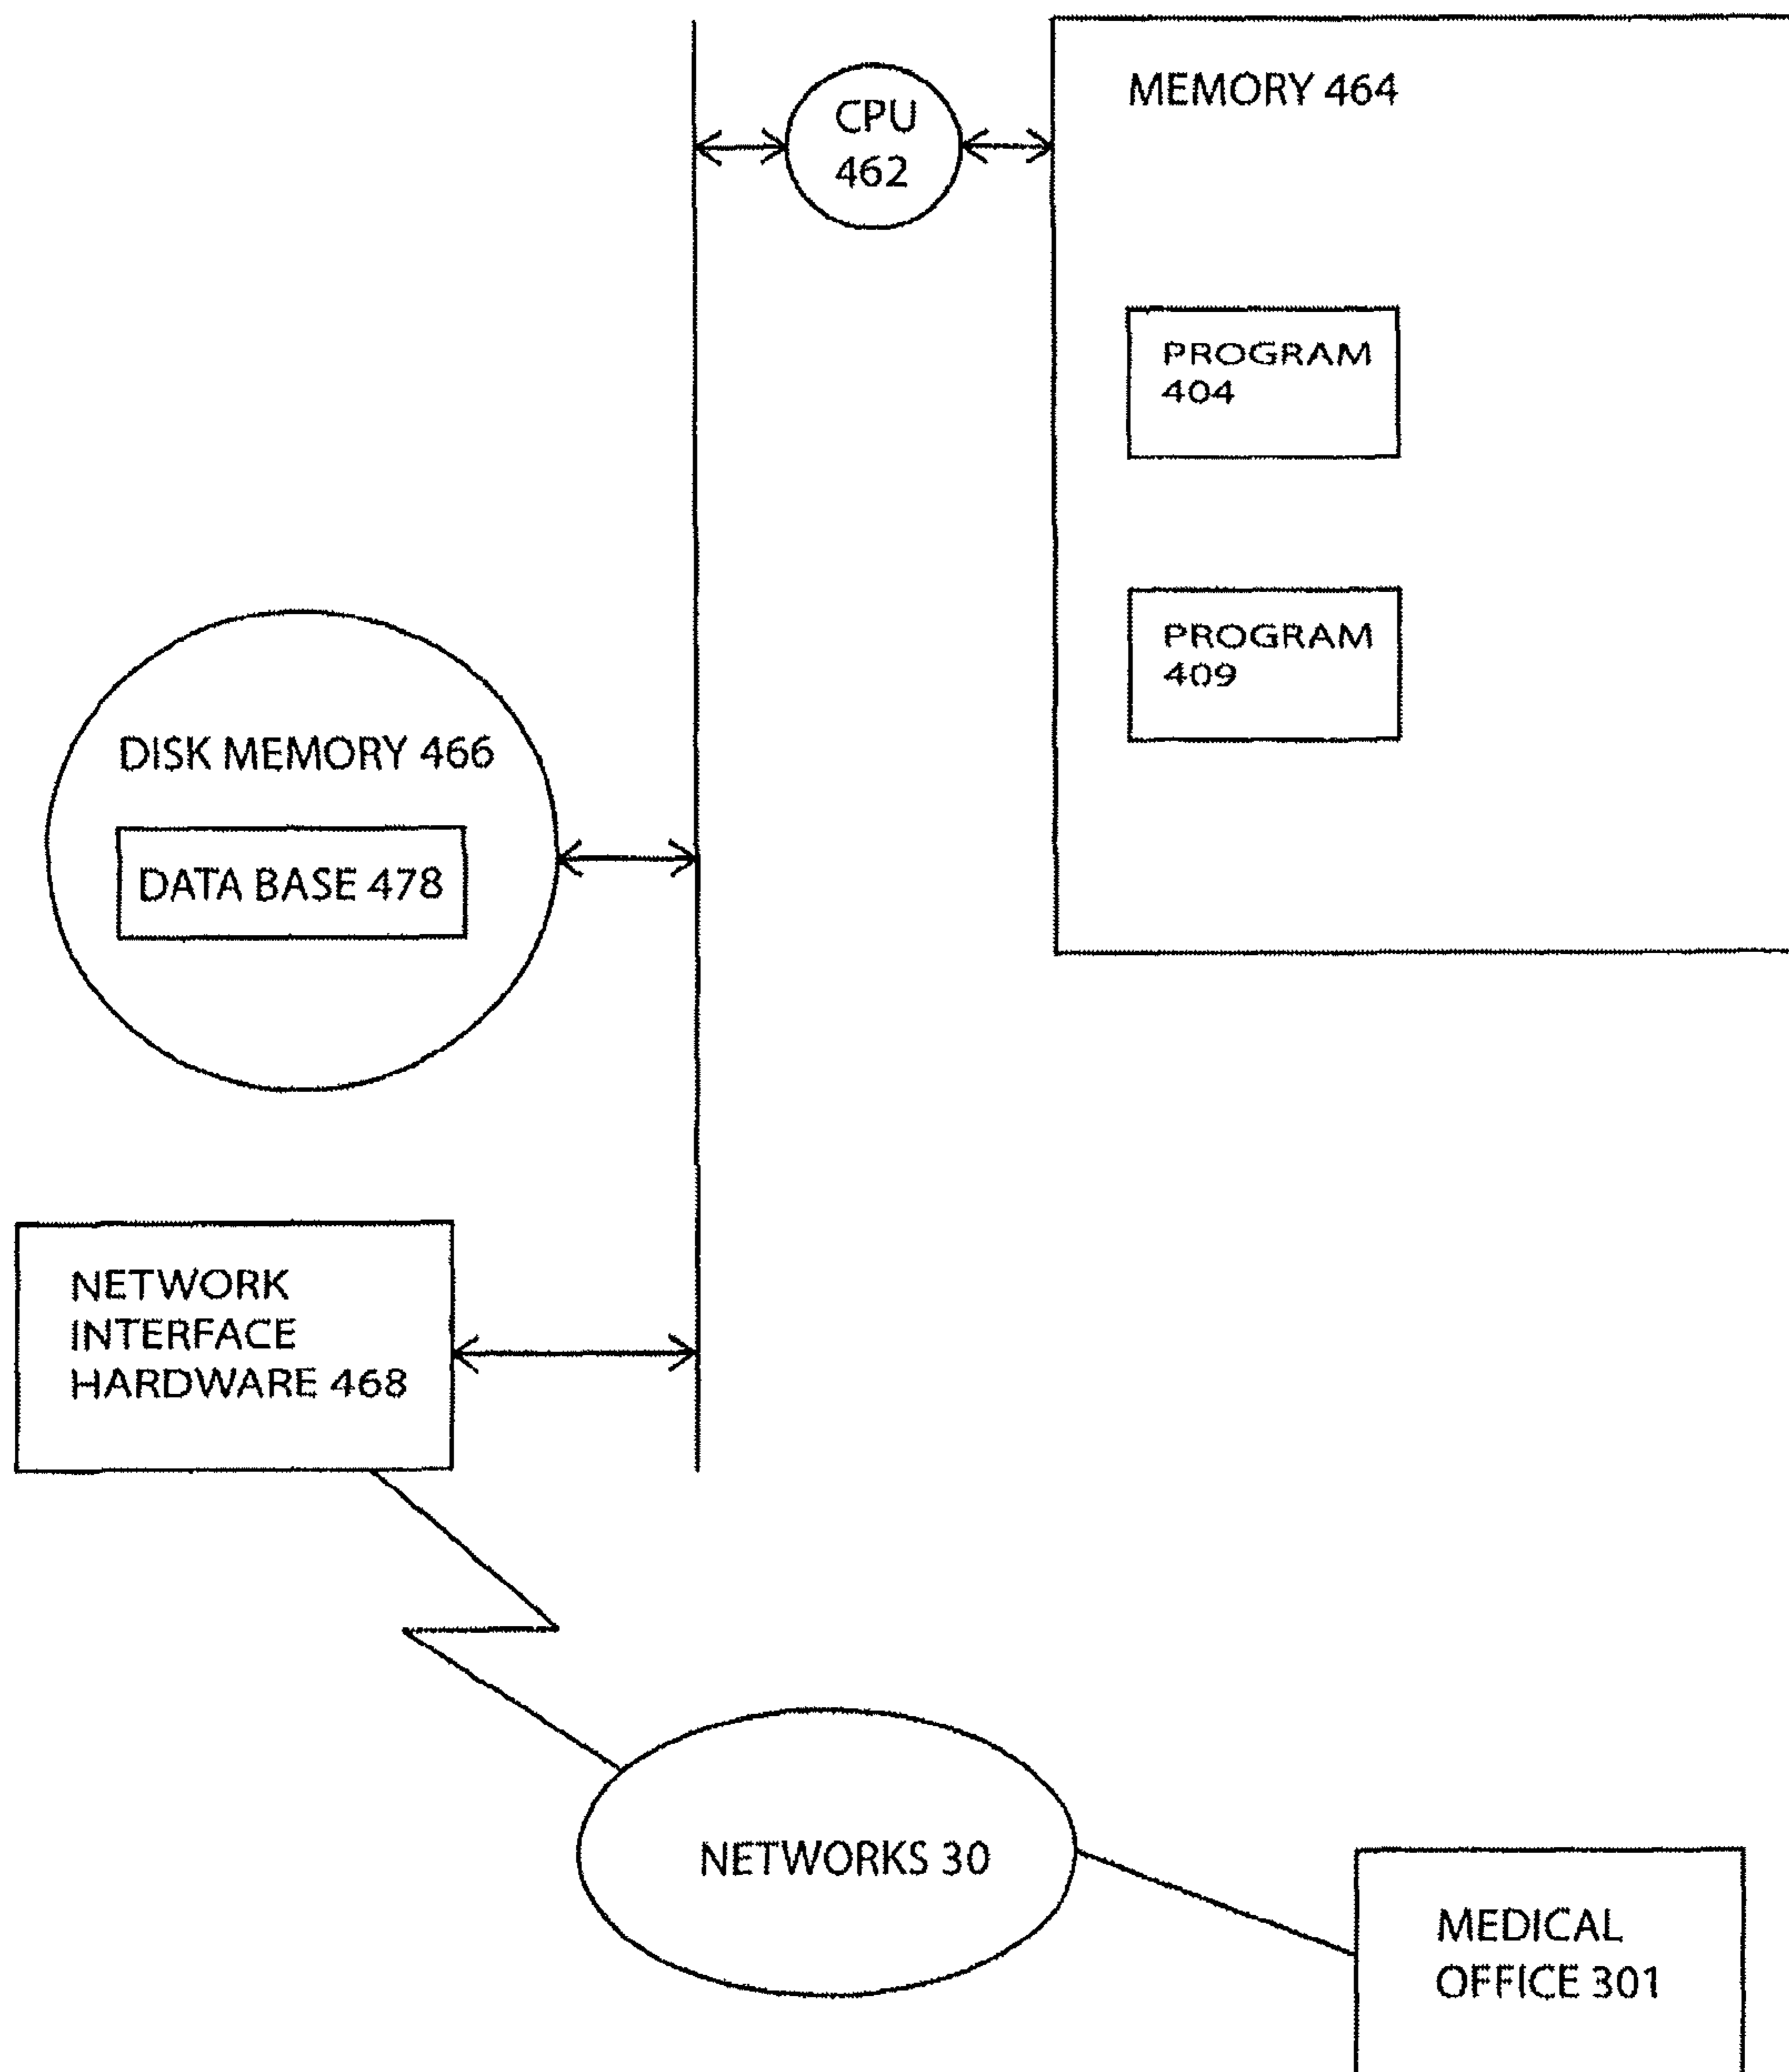 CPU
462
MEMORY 464
PROGRAM
404
PROGRAM
409
DISK MEMORY 466
DATA BASE 478
NETWORK
INTERFACE
HARDWARE 468
NETWORKS 30
MEDICAL
OFFICE 301